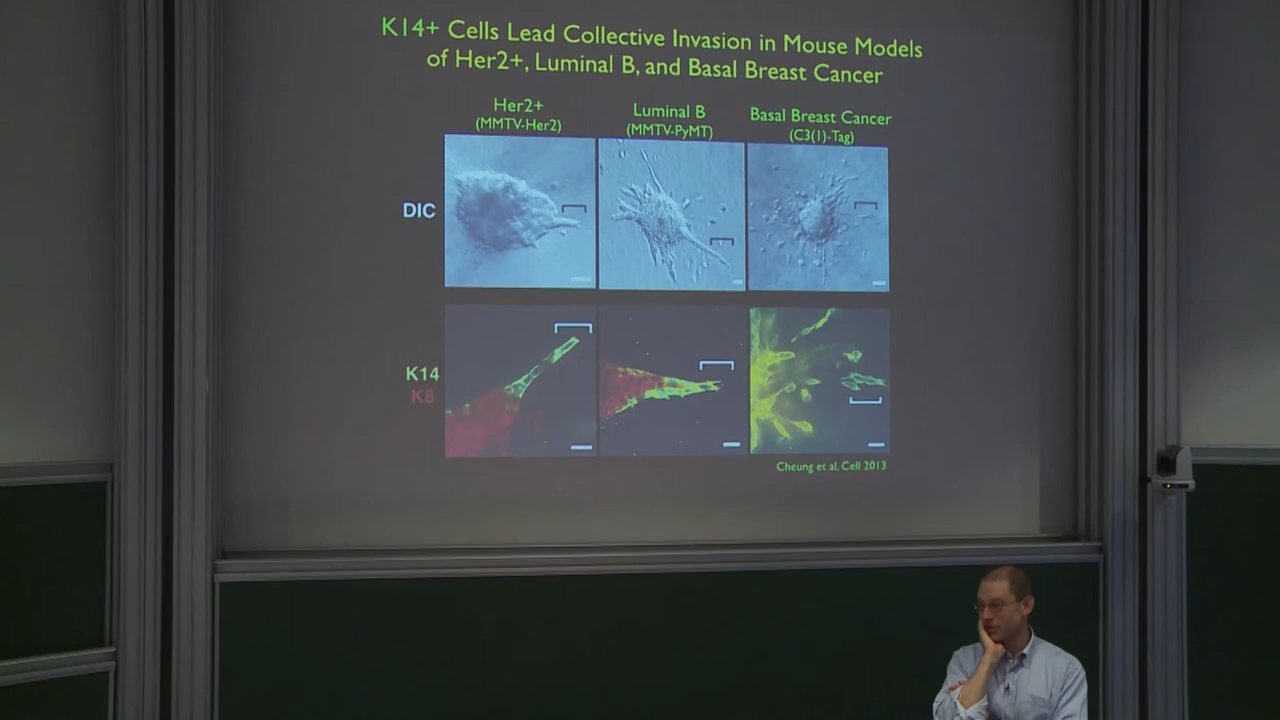 K14+ Cells Lead Collective Invasion in Mouse Models
of Her2+, Luminal B, and Basal Breast Cancer
Her2+
(MMTV-Her2)
Luminal B
(MMTV-PyMT)
Basal Breast Cancer
(C3(1)-Tag)
DIC
K14
K8
Cheung et al. Cell 2013